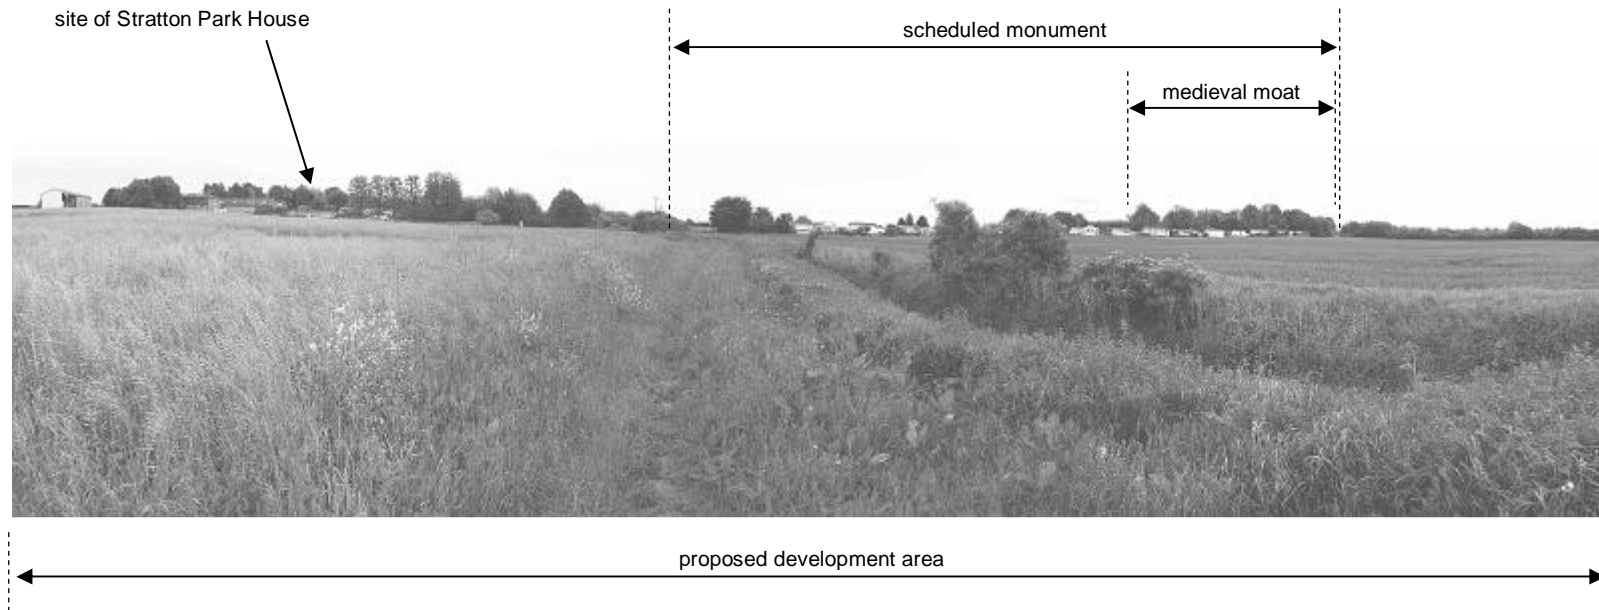 site of Stratton Park House
scheduled monument
medieval moat
proposed development area